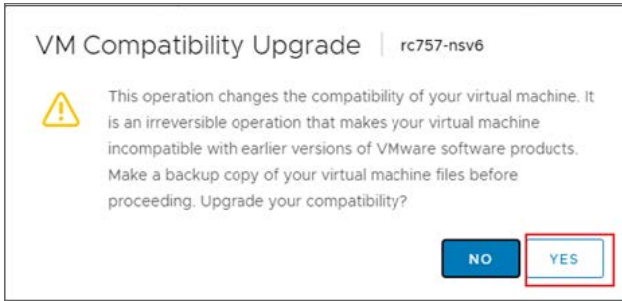 VM Compatibility Upgrade rc757-nsv6
This operation changes the compatibility of your virtual machine. It
is an irreversible operation that makes your virtual machine
incompatible with earlier versions of VMware software products.
Make a backup copy of your virtual machine files before
proceeding. Upgrade your compatibility?
NO YES